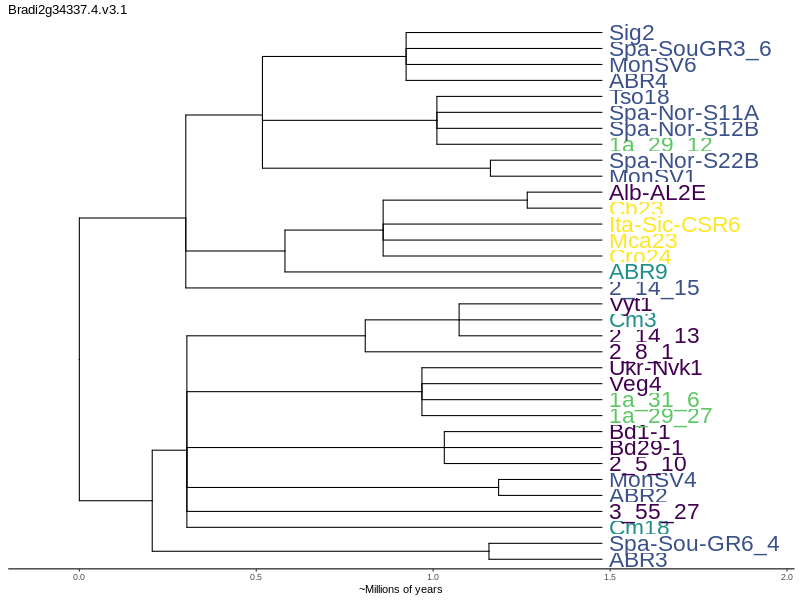 Bradi2g34337.4.v3.1
Sig2
Spa-SouGR3_6
MonSV6
ABR4
Tso18
Spa-Nor-S11A
Spa-Nor-S12B
1a_29_12
Spa-Nor-S22B
MonSV1
Alb-AL2E
Cb23
Ita-Sic-CSR6
Mca23
Cro24
ABR9
2_14_15
Vyt1
Cm3
2_14_13
2_8_1
Ukr-Nvk1
Veg4
1a_31_6
1a_29_27
Bd1-1
Bd29-1
2_5_10
MonSV4
ABR2
3_55_27
Cm18
Spa-Sou-GR6_4
ABR3
0.0 0.5 1.0 1.5 2.0
~Millions of years